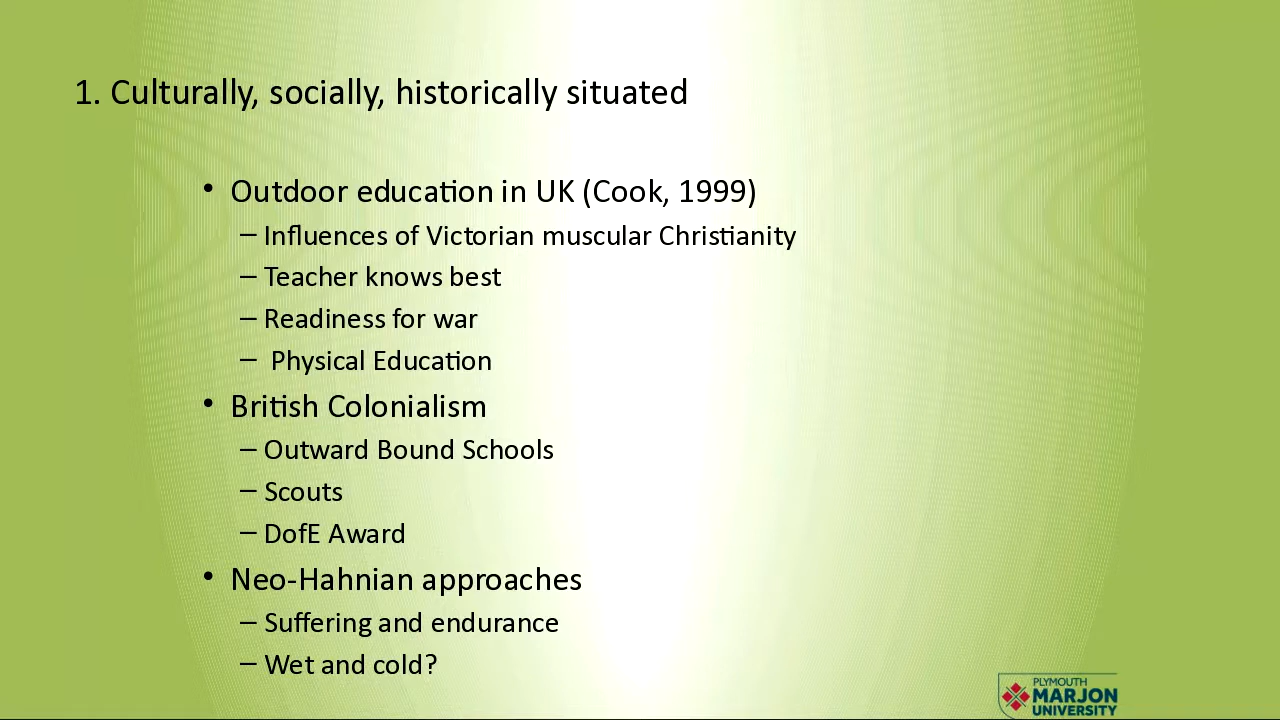 1. Culturally, socially, historically situated
• Outdoor education in UK (Cook, 1999)
– Influences of Victorian muscular Christianity
– Teacher knows best
– Readiness for war
– Physical Education
• British Colonialism
– Outward Bound Schools
– Scouts
– DofE Award
• Neo-Hahnian approaches
– Suffering and endurance
– Wet and cold?
PLYMOUTH
MARJON
UNIVERSITY